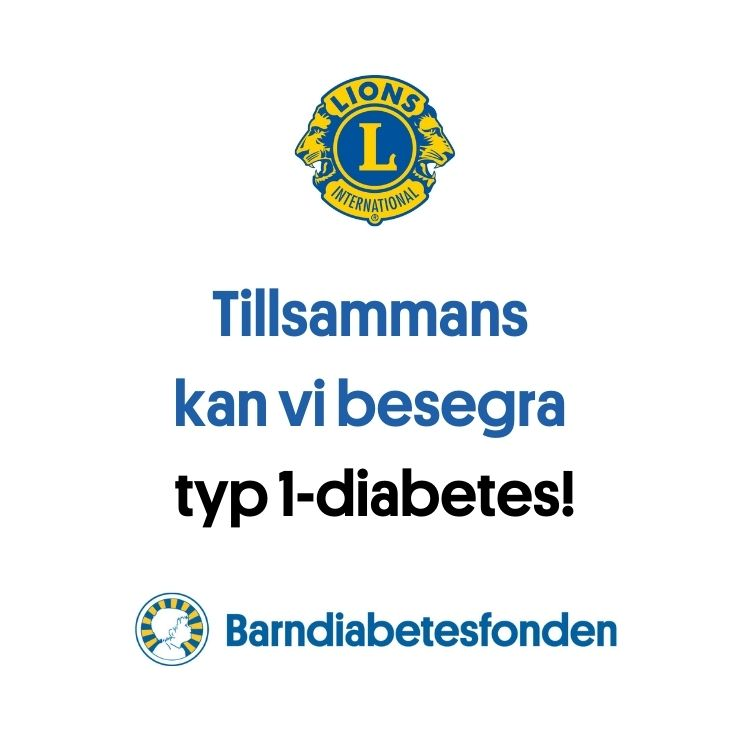 LIONS
L
INTERNATIONAL
®
Tillsammans
kan vi besegra
typ 1-diabetes!
Barndiabetesfonden